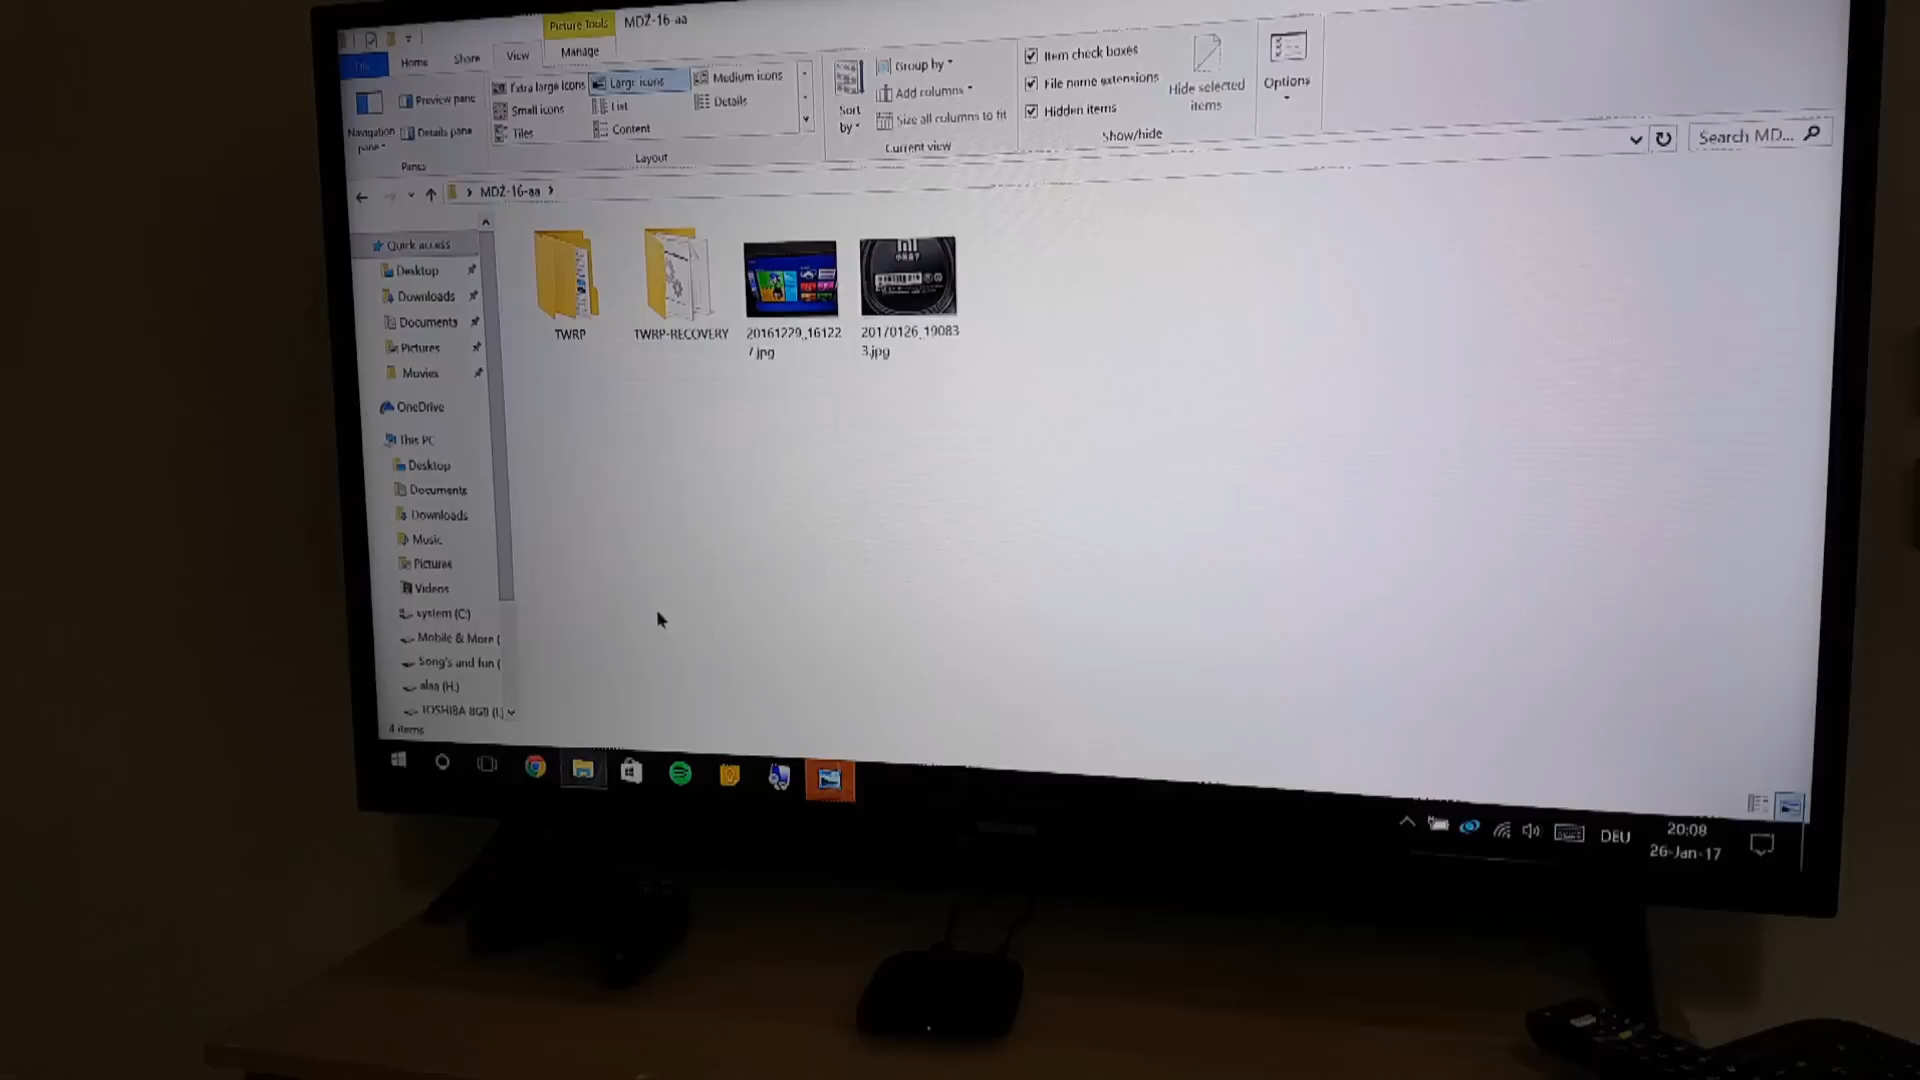 Picture Tools MDZ-16-aa
File Home Share View Manage
Navigation pane
Preview pane
Details pane
Panes
Extra large icons Large icons Medium icons
Small icons List Details
Tiles Content
Layout
Sort by
Group by
Add columns
Size all columns to fit
Current view
Item check boxes
File name extensions
Hidden items
Hide selected items
Show/hide
Options
MDZ-16-aa
Search MD...
Quick access
Desktop
Downloads
Documents
Pictures
Movies
OneDrive
This PC
Desktop
Documents
Downloads
Music
Pictures
Videos
system (C:)
Mobile & More (
Song's and fun (
alaa (H:)
TOSHIBA 8GB (I:)
4 items
TWRP
TWRP-RECOVERY
20161229_16122
7.jpg
20170126_19083
3.jpg
DEU
20:08
26-Jan-17